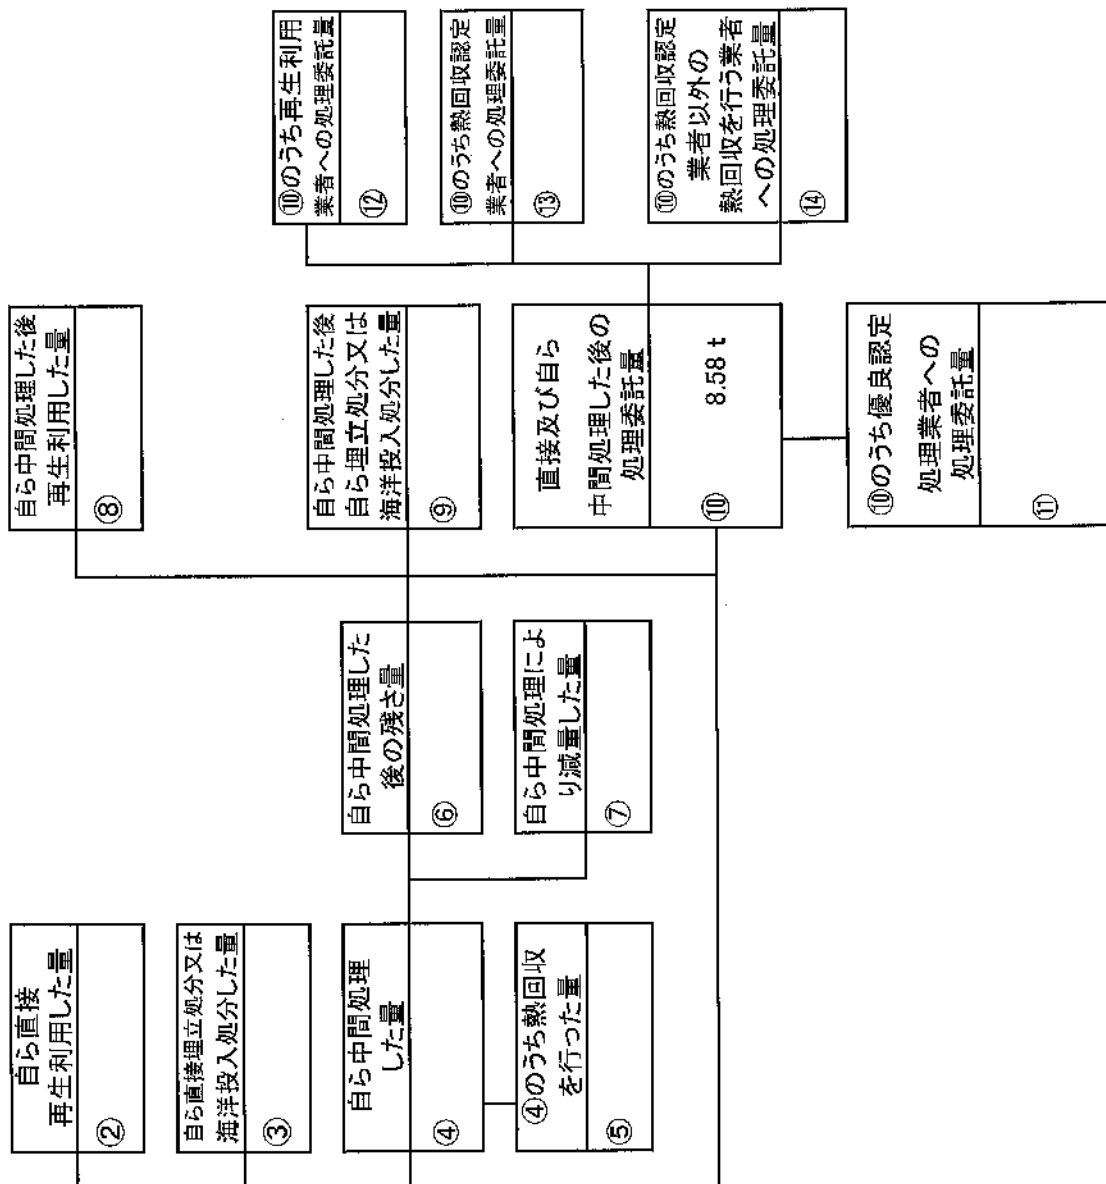 自ら直接
再生利用した量
②
自ら直接埋立処分又は
海洋投入処分した量
③
自ら中間処理
した量
④
④のうち熱回収
を行った量
⑤
自ら中間処理した
後の残さ量
⑥
自ら中間処理によ
り減量した量
⑦
自ら中間処理した後
再生利用した量
⑧
自ら中間処理した後
自ら埋立処分又は
海洋投入処分した量
⑨
直接及び自ら
中間処理した後の
処理委託量
⑩
8.58 t
⑩のうち優良認定
処理業者への
処理委託量
⑪
⑩のうち再生利用
業者への処理委託量
⑫
⑩のうち熱回収認定
業者への処理委託量
⑬
⑩のうち熱回収認定
業者以外の
熱回収を行う業者
への処理委託量
⑭